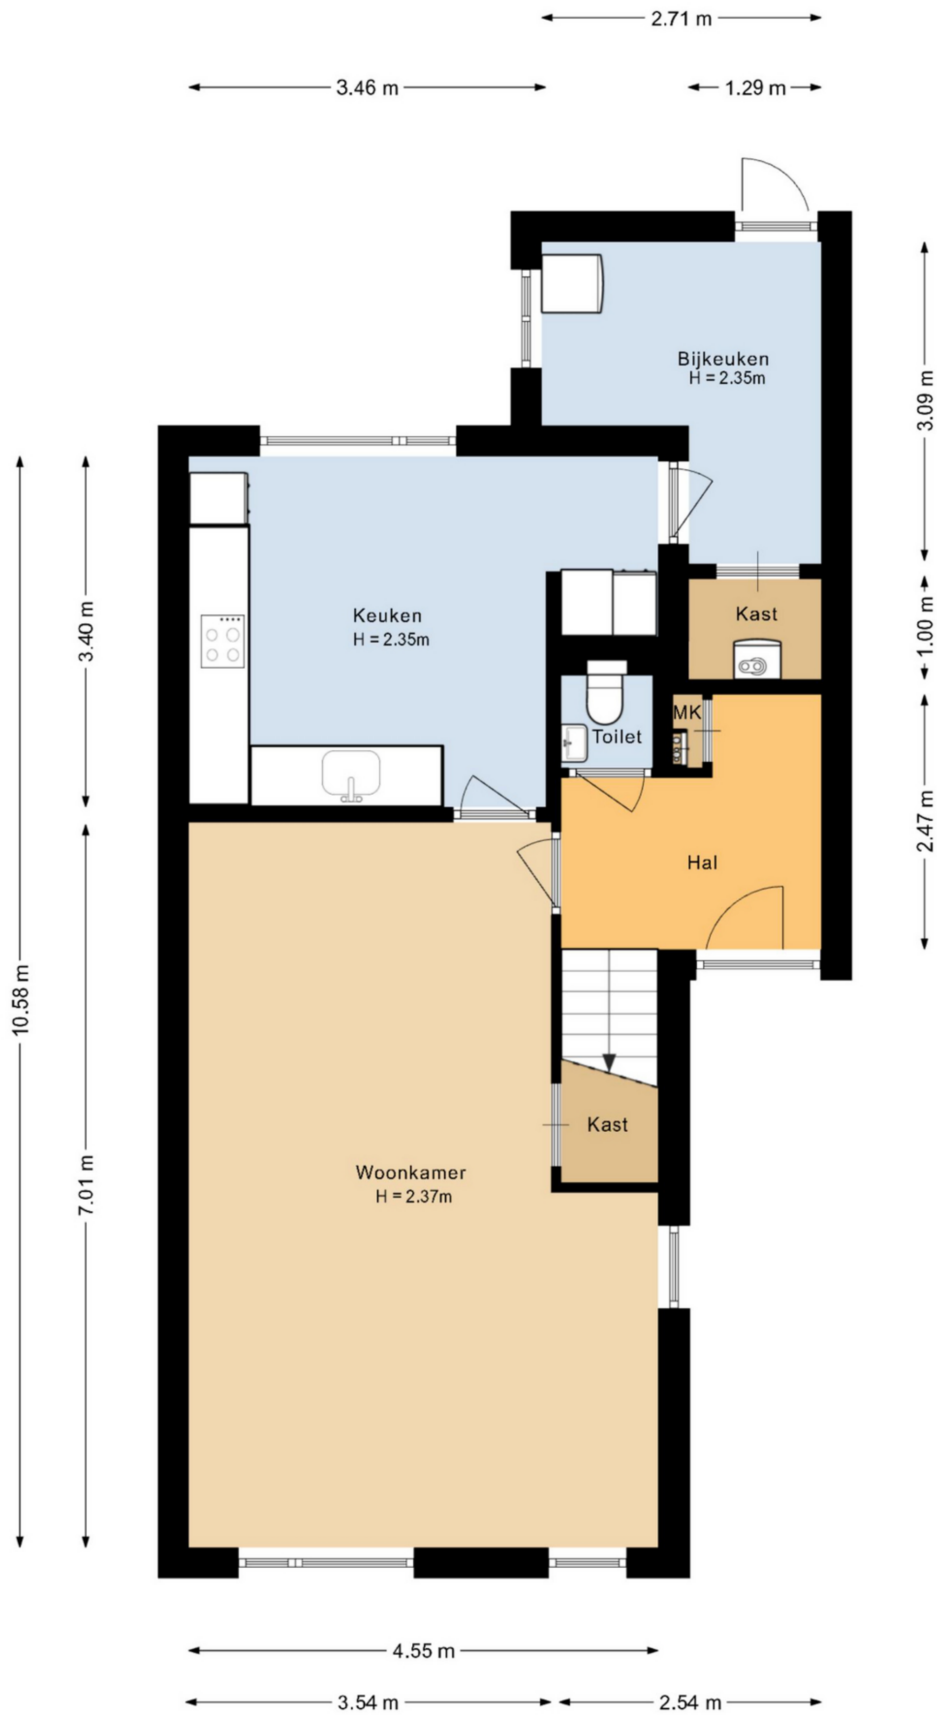 2.71 m
3.46 m
1.29 m
Bijkeuken
H = 2.35m
3.09 m
Keuken
H = 2.35m
3.40 m
Kast
1.00 m
MK
Toilet
2.47 m
Hal
10.58 m
Kast
Woonkamer
H = 2.37m
7.01 m
4.55 m
3.54 m
2.54 m